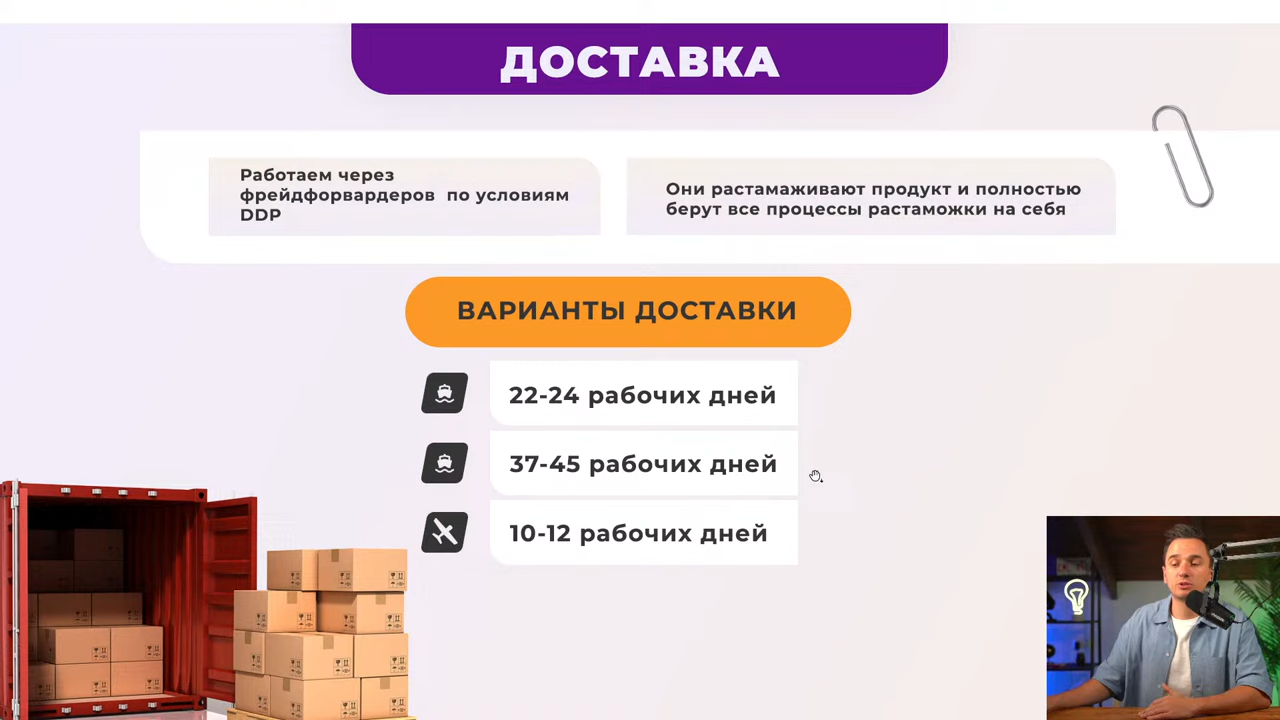 ДОСТАВКА
Работаем через
фрейдфорвардеров по условиям
DDP
Они растамаживают продукт и полностью
берут все процессы растаможки на себя
ВАРИАНТЫ ДОСТАВКИ
22-24 рабочих дней
37-45 рабочих дней
10-12 рабочих дней